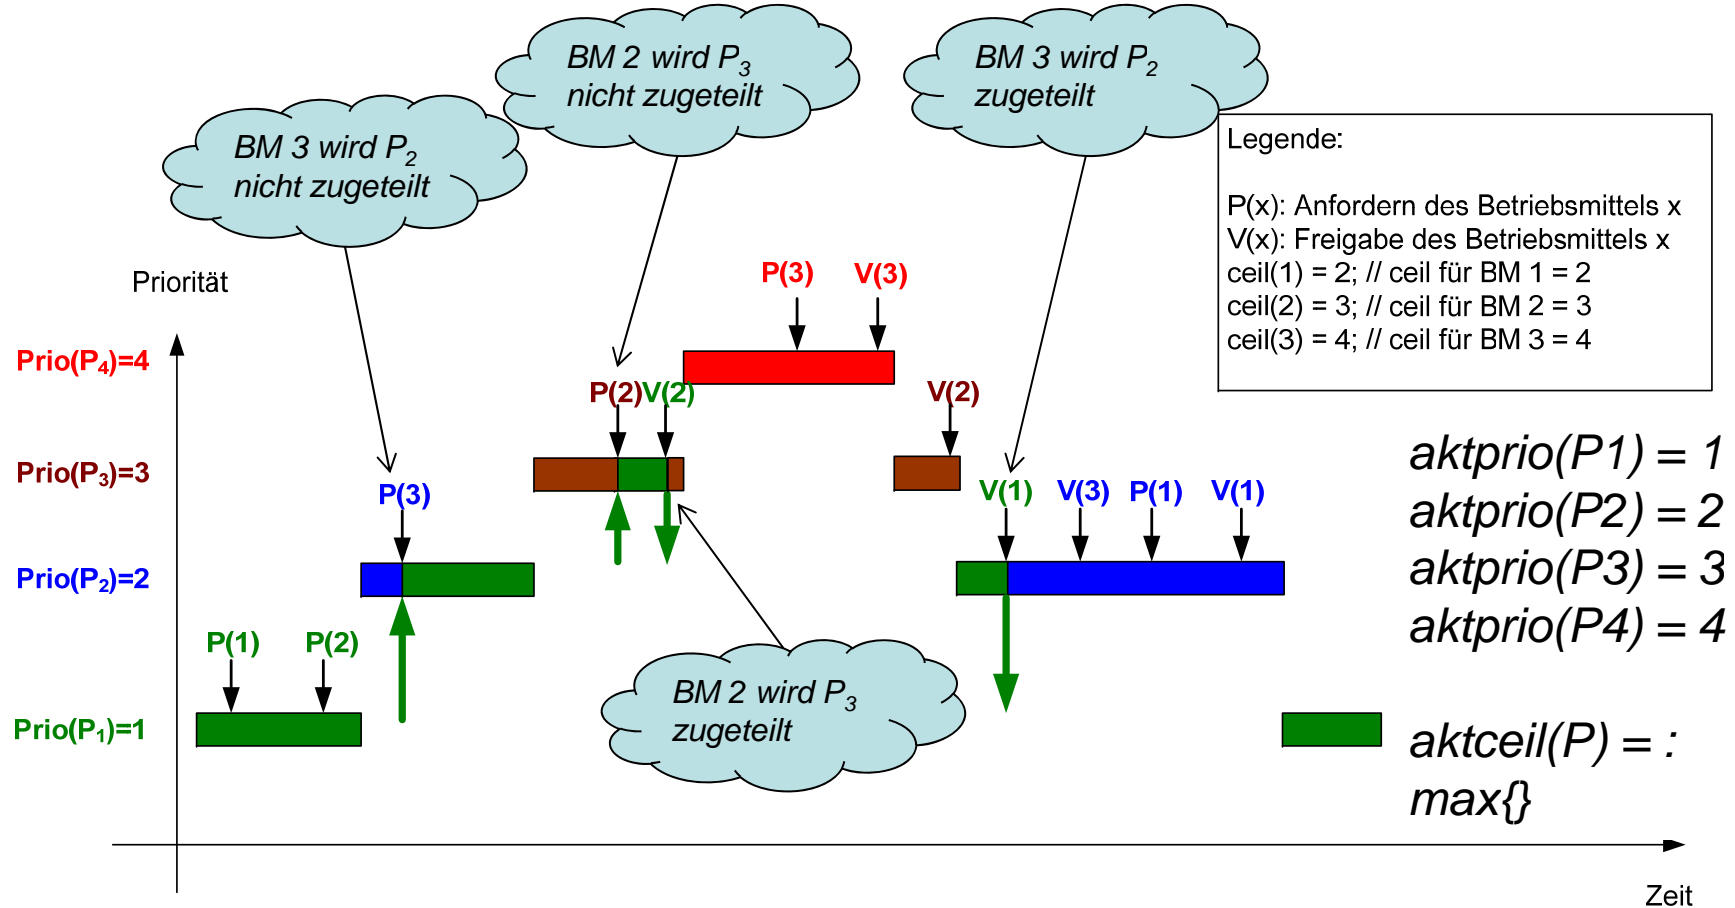 BM 2 wird P3
nicht zugeteilt
BM 3 wird P2
zugeteilt
BM 3 wird P2
nicht zugeteilt
Legende:
P(x): Anfordern des Betriebsmittels x
V(x): Freigabe des Betriebsmittels x
ceil(1) = 2; // ceil für BM 1 = 2
ceil(2) = 3; // ceil für BM 2 = 3
ceil(3) = 4; // ceil für BM 3 = 4
Priorität
P(3) V(3)
Prio(P4)=4
P(2) V(2) V(2)
Prio(P3)=3
P(3) V(1) V(3) P(1) V(1)
Prio(P2)=2
P(1) P(2)
Prio(P1)=1
BM 2 wird P3
zugeteilt
aktprio(P1) = 1
aktprio(P2) = 2
aktprio(P3) = 3
aktprio(P4) = 4
aktceil(P) = :
max{}
Zeit